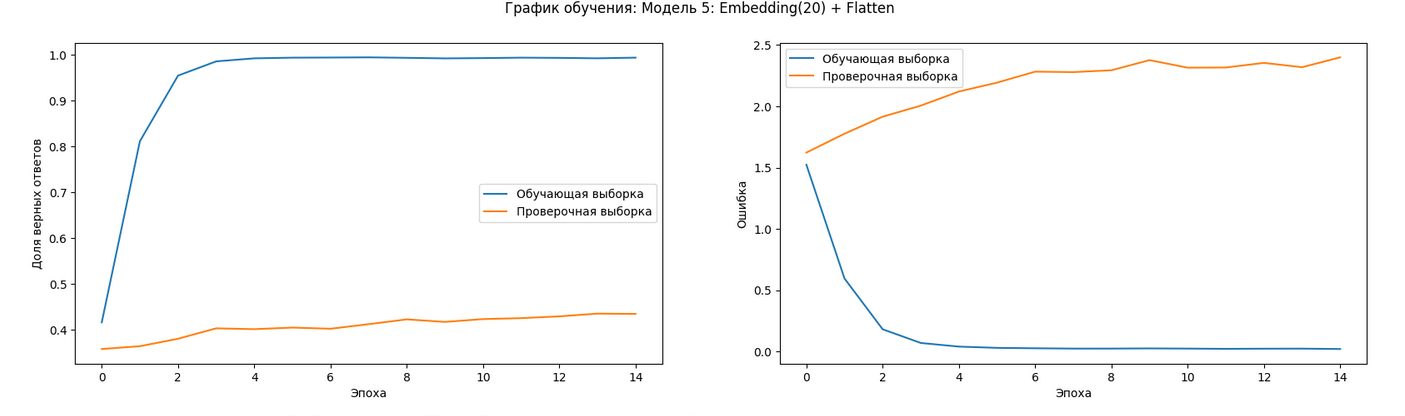 График обучения: Модель 5: Embedding(20) + Flatten
1.0
0.9
0.8
0.7
0.6
0.5
0.4
Доля верных ответов
Обучающая выборка
Проверочная выборка
0 2 4 6 8 10 12 14
Эпоха
2.5
2.0
1.5
1.0
0.5
0.0
Ошибка
Обучающая выборка
Проверочная выборка
0 2 4 6 8 10 12 14
Эпоха